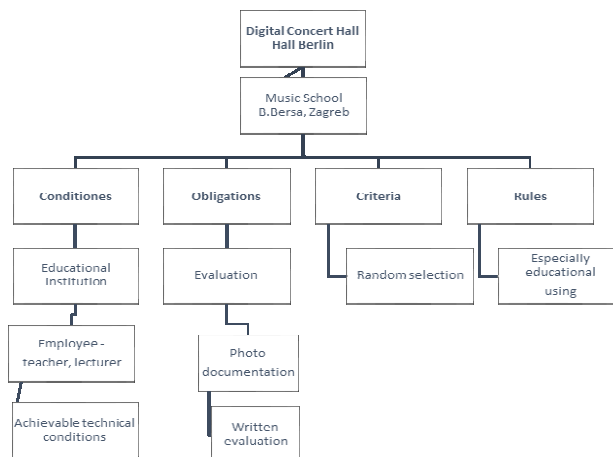 Digital Concert Hall
Hall Berlin
Music School
B.Bersa, Zagreb
Conditiones
Obligations
Criteria
Rules
Educational
Institution
Evaluation
Random selection
Especially
educational
using
Employee -
teacher, lecturer
Photo
documentation
Achievable technical
conditions
Written
evaluation